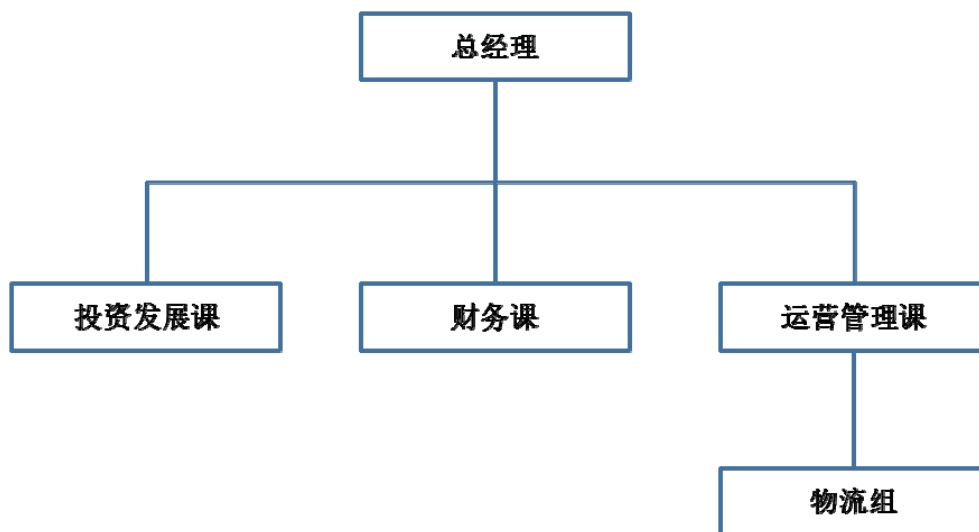 总经理
投资发展课
财务课
运营管理课
物流组